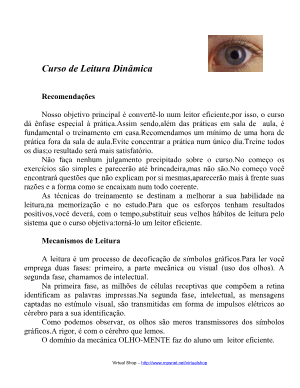 Curso de Leitura Dinâmica
Recomendações
Nosso objetivo principal é convertê-lo num leitor eficiente,por isso, o curso
dá ênfase especial à prática.Assim sendo,além das práticas em sala de aula, é
fundamental o treinamento em casa.Recomendamos um mínimo de uma hora de
prática fora da sala de aula.Evite concentrar a prática num único dia.Treine todos
os dias;o resultado será mais satisfatório.
Não faça nenhum julgamento precipitado sobre o curso.No começo os
exercícios são simples e parecerão até brincadeira,mas não são.No começo você
encontrará questões que não explicam por si mesmas,aparecerão mais à frente suas
razões e a forma como se encaixam num todo coerente.
As técnicas do treinamento se destinam a melhorar a sua habilidade na
leitura,na memorização e no estudo.Para que os esforços tenham resultados
positivos,você deverá, com o tempo,substituir seus velhos hábitos de leitura pelo
sistema que o curso objetiva:torná-lo um leitor eficiente.
Mecanismos de Leitura
A leitura é um processo de decoficação de símbolos gráficos.Para ler você
emprega duas fases: primeiro, a parte mecânica ou visual (uso dos olhos). A
segunda fase, chamamos de intelectual.
Na primeira fase, as milhões de células receptivas que compõem a retina
identificam as palavras impressas.Na segunda fase, intelectual, as mensagens
captadas no estímulo visual, são transmitidas em forma de impulsos elétricos ao
cérebro para a sua identificação.
Como podemos observar, os olhos são meros transmissores dos símbolos
gráficos.A rigor, é com o cérebro que lemos.
O domínio da mecânica OLHO-MENTE faz do aluno um leitor eficiente.
Virtual Shop – http://www.mpsnet.net/virtualshop